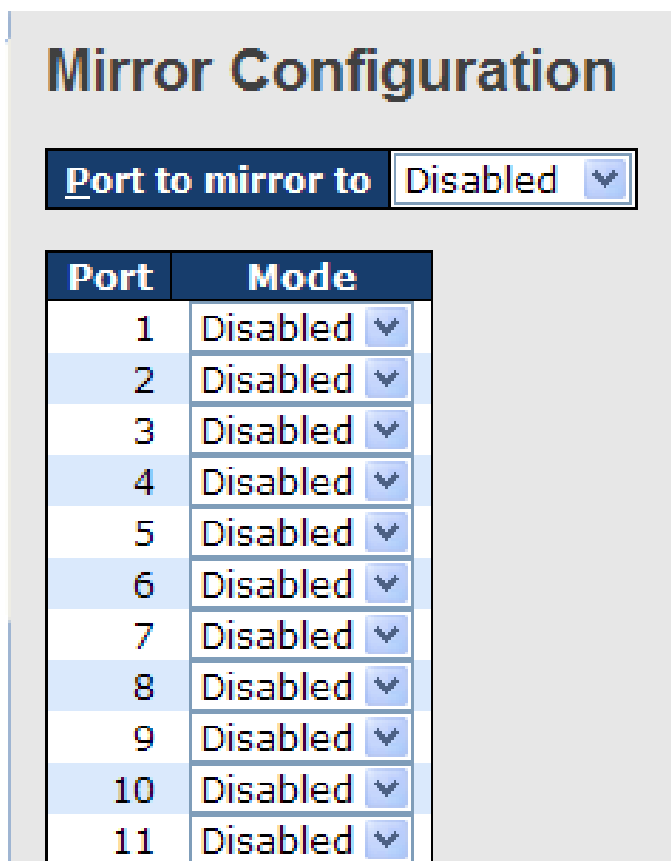 Mirror Configuration
Port to mirror to Disabled
Port Mode
1 Disabled
2 Disabled
3 Disabled
4 Disabled
5 Disabled
6 Disabled
7 Disabled
8 Disabled
9 Disabled
10 Disabled
11 Disabled